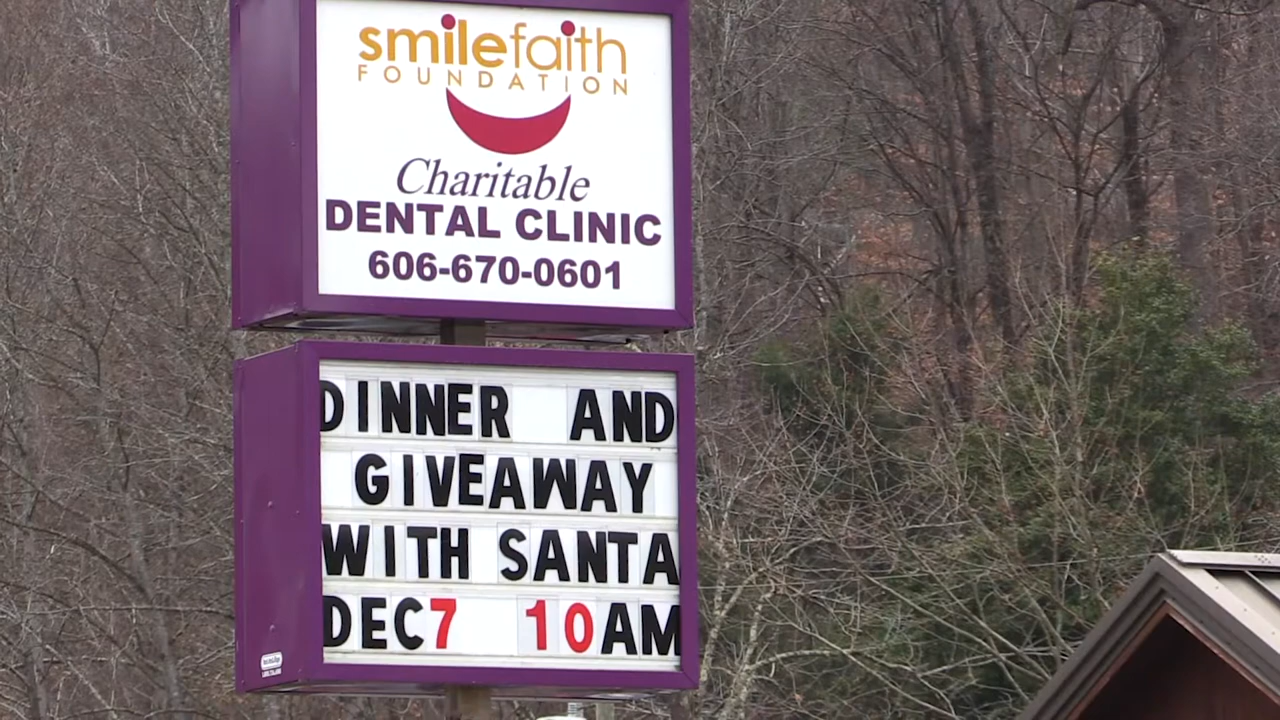 smilefaith
FOUNDATION
Charitable
DENTAL CLINIC
606-670-0601
DINNER AND
GIVEAWAY
WITH SANTA
DEC7 10AM